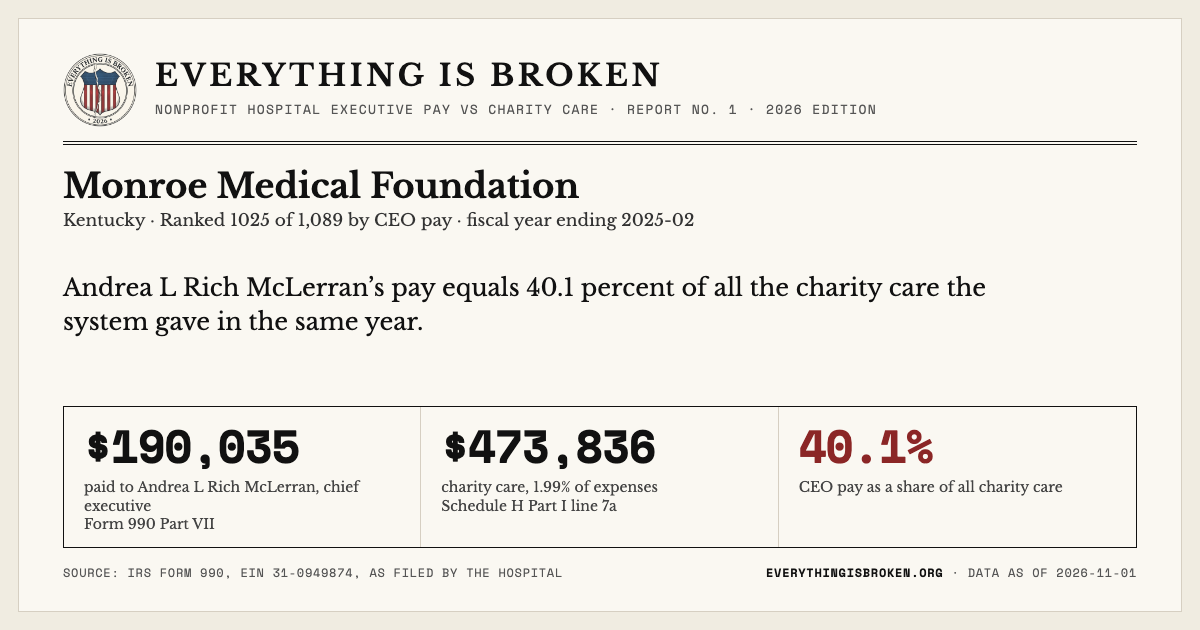 EVERYTHING IS BROKEN
2026
EVERYTHING IS BROKEN
NONPROFIT HOSPITAL EXECUTIVE PAY VS CHARITY CARE · REPORT NO. 1 · 2026 EDITION
Monroe Medical Foundation
Kentucky · Ranked 1025 of 1,089 by CEO pay · fiscal year ending 2025-02
Andrea L Rich McLerran’s pay equals 40.1 percent of all the charity care the
system gave in the same year.
$190,035
paid to Andrea L Rich McLerran, chief
executive
Form 990 Part VII
$473,836
charity care, 1.99% of expenses
Schedule H Part I line 7a
40.1%
CEO pay as a share of all charity care
SOURCE: IRS FORM 990, EIN 31-0949874, AS FILED BY THE HOSPITAL
EVERYTHINGISBROKEN.ORG · DATA AS OF 2026-11-01